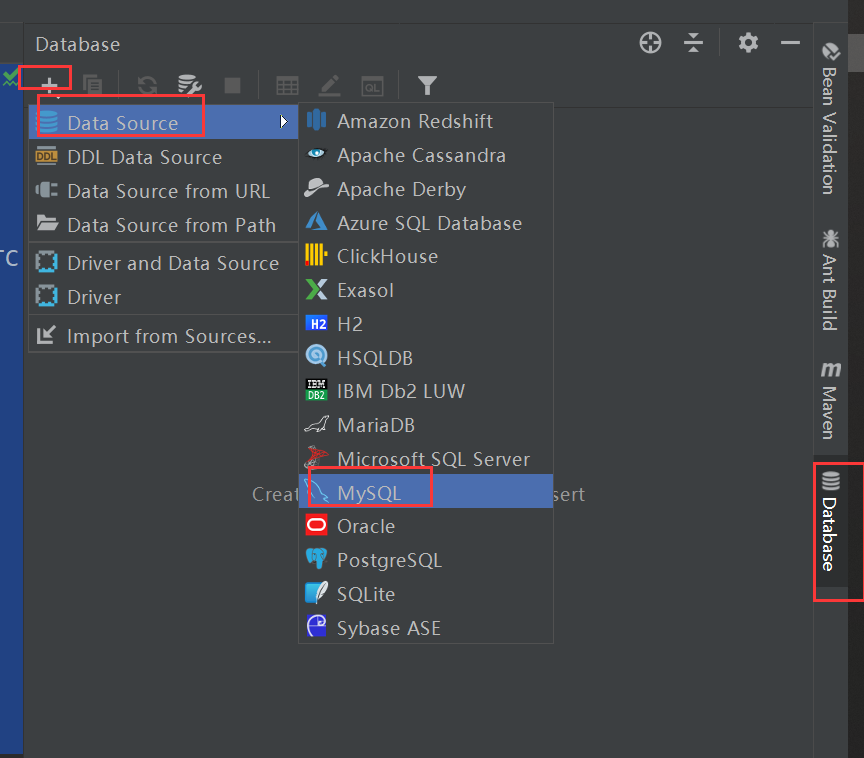 Database
QL
Data Source
DDL
DDL Data Source
Data Source from URL
Data Source from Path
TC
Driver and Data Source
Driver
Import from Sources...
Amazon Redshift
Apache Cassandra
Apache Derby
Azure SQL Database
ClickHouse
Exasol
H2
H2
HSQLDB
IBM
DB2
IBM Db2 LUW
MariaDB
Microsoft SQL Server
Creat
MySQL
sert
Oracle
PostgreSQL
SQLite
Sybase ASE
Bean Validation
Ant Build
m
Maven
Database